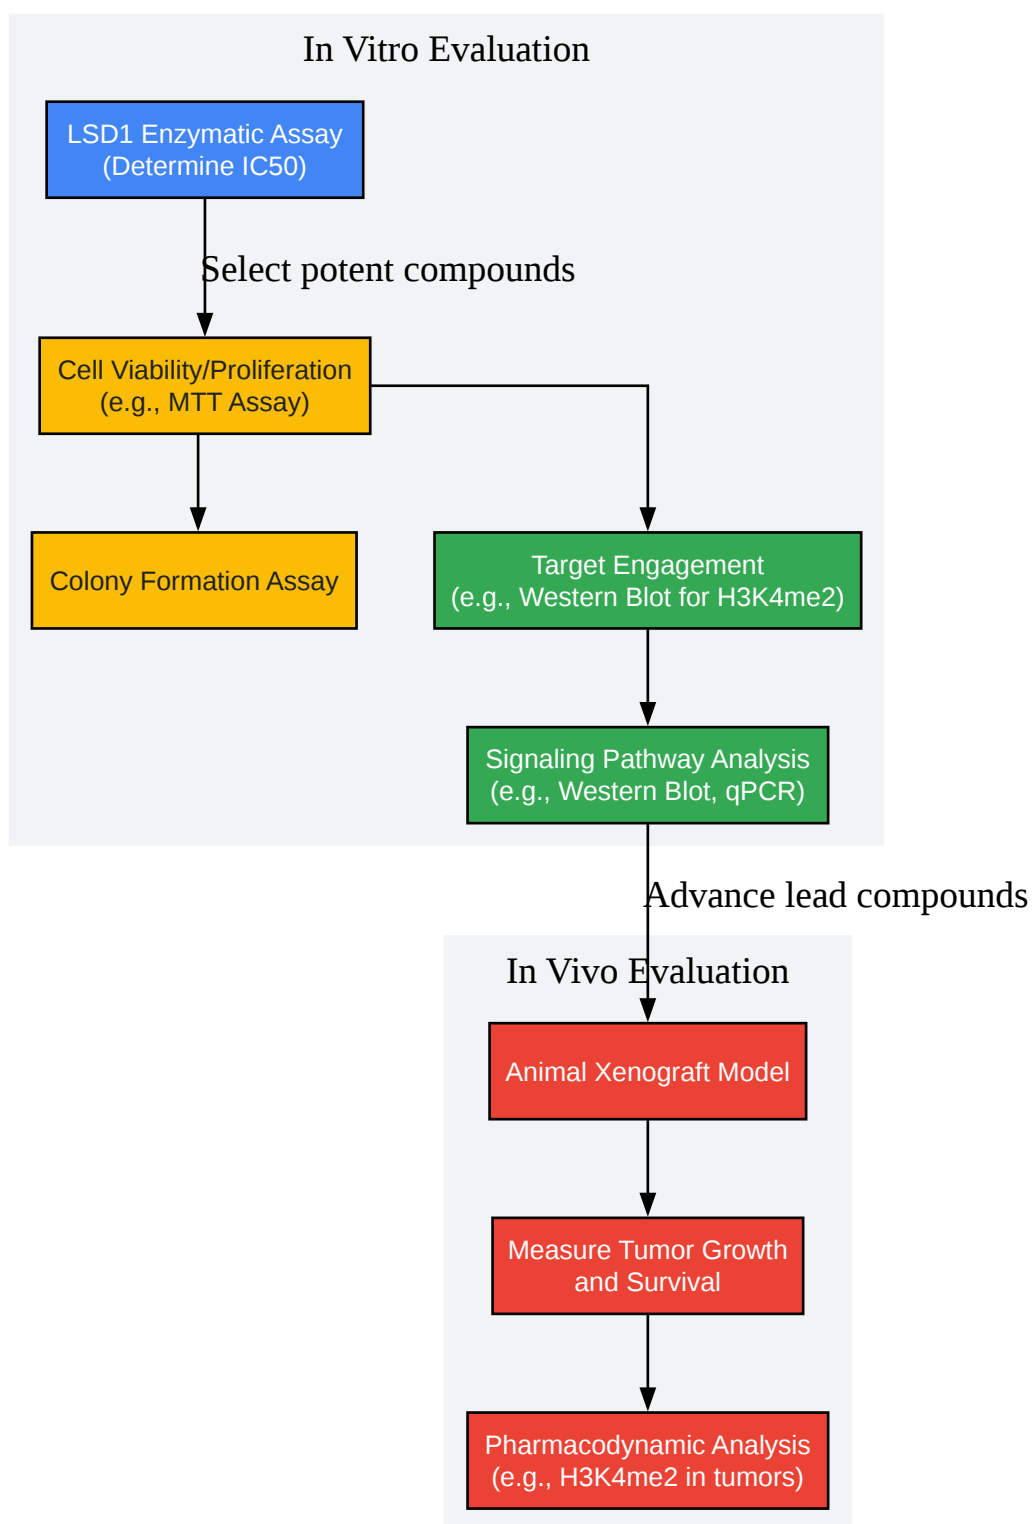 In Vitro Evaluation
LSD1 Enzymatic Assay
(Determine IC50)
Select potent compounds
Cell Viability/Proliferation
(e.g., MTT Assay)
Colony Formation Assay
Target Engagement
(e.g., Western Blot for H3K4me2)
Signaling Pathway Analysis
(e.g., Western Blot, qPCR)
Advance lead compounds
In Vivo Evaluation
Animal Xenograft Model
Measure Tumor Growth
and Survival
Pharmacodynamic Analysis
(e.g., H3K4me2 in tumors)